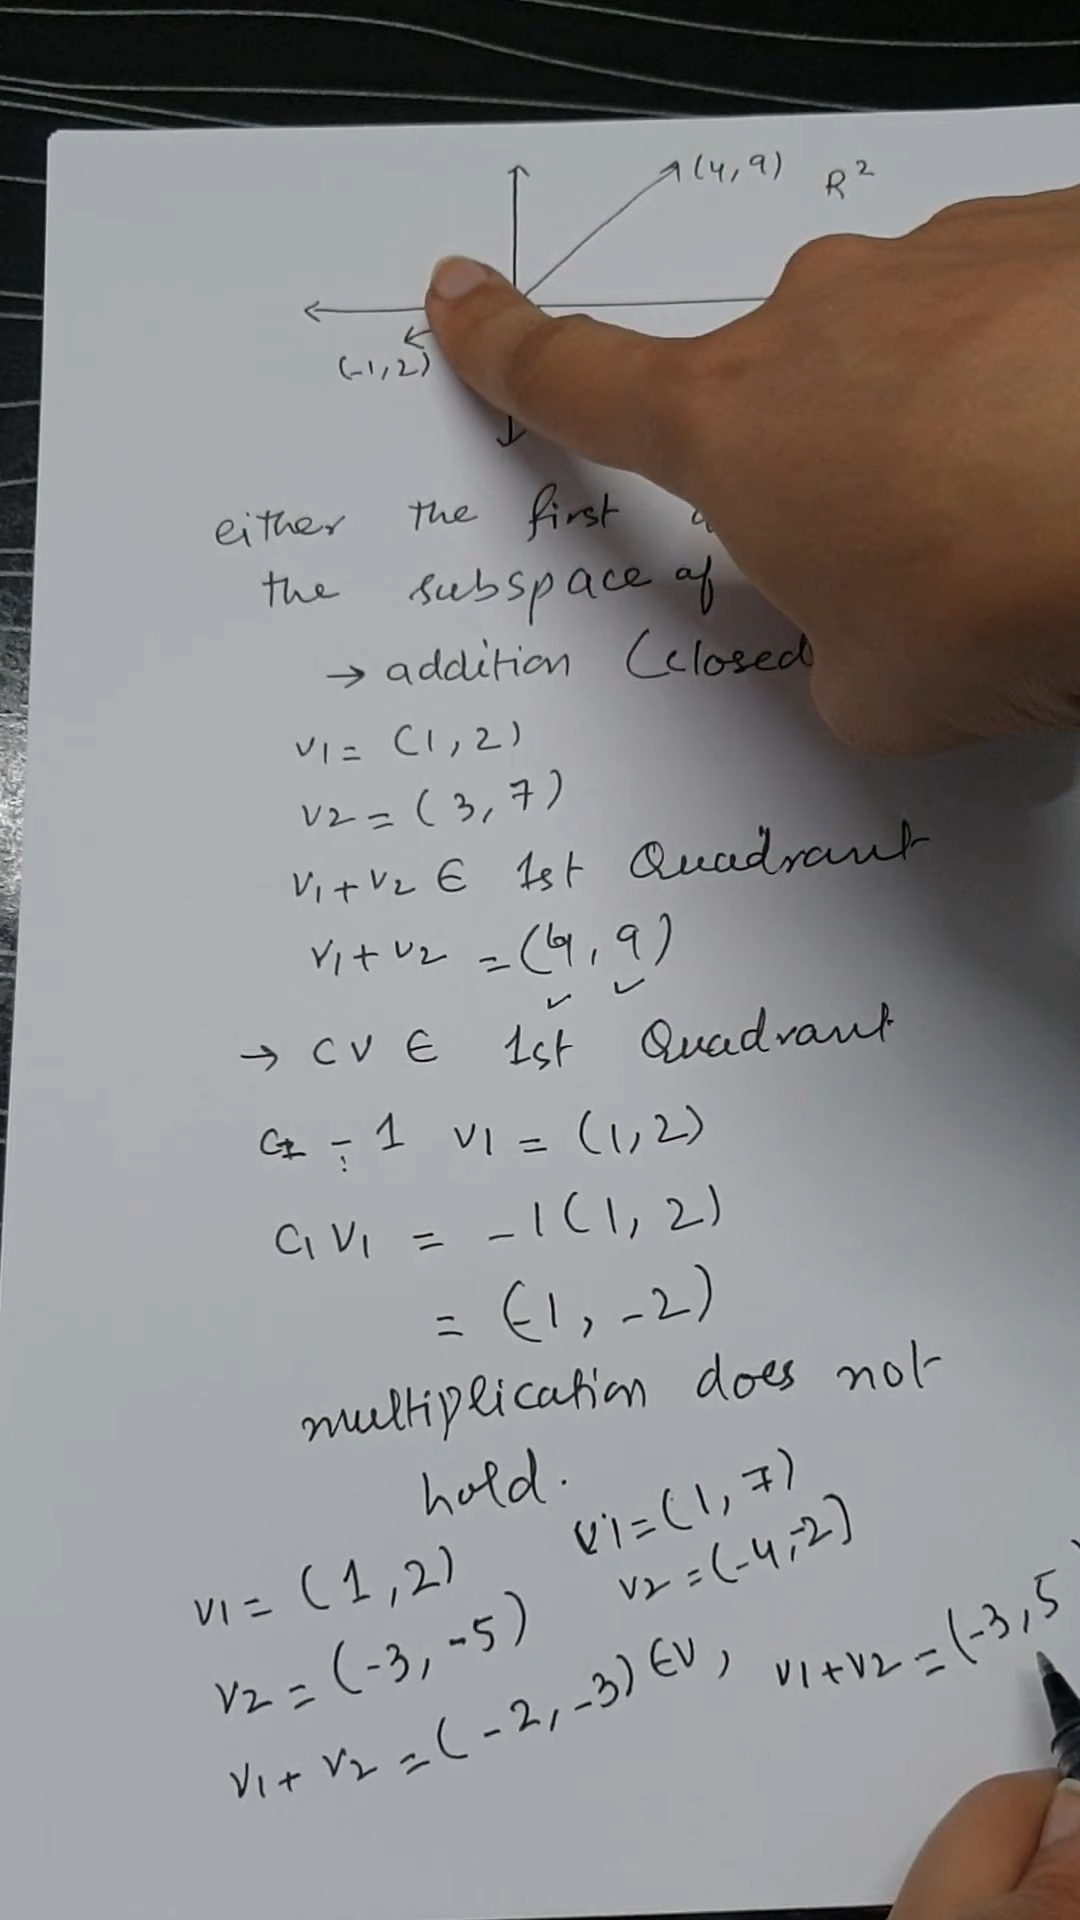 (4,9) R²
(-1,2)
either the first
the subspace of
→ addition (closed
v1 = (1,2)
v2 = (3,7)
v1+v2 ∈ 1st Quadrant
v1+v2 = (4,9)
→ cv ∈ 1st Quadrant
-1 v1 = (1,2)
c1 v1 = -1(1,2)
= (-1,-2)
multiplication does not
hold.
v1 = (1,2)
v2 = (-3,-5)
v1+v2 = (-2,-3) ∈ V,
v1 = (1,7)
v2 = (-4,-2)
v1+v2 = (-3,5)